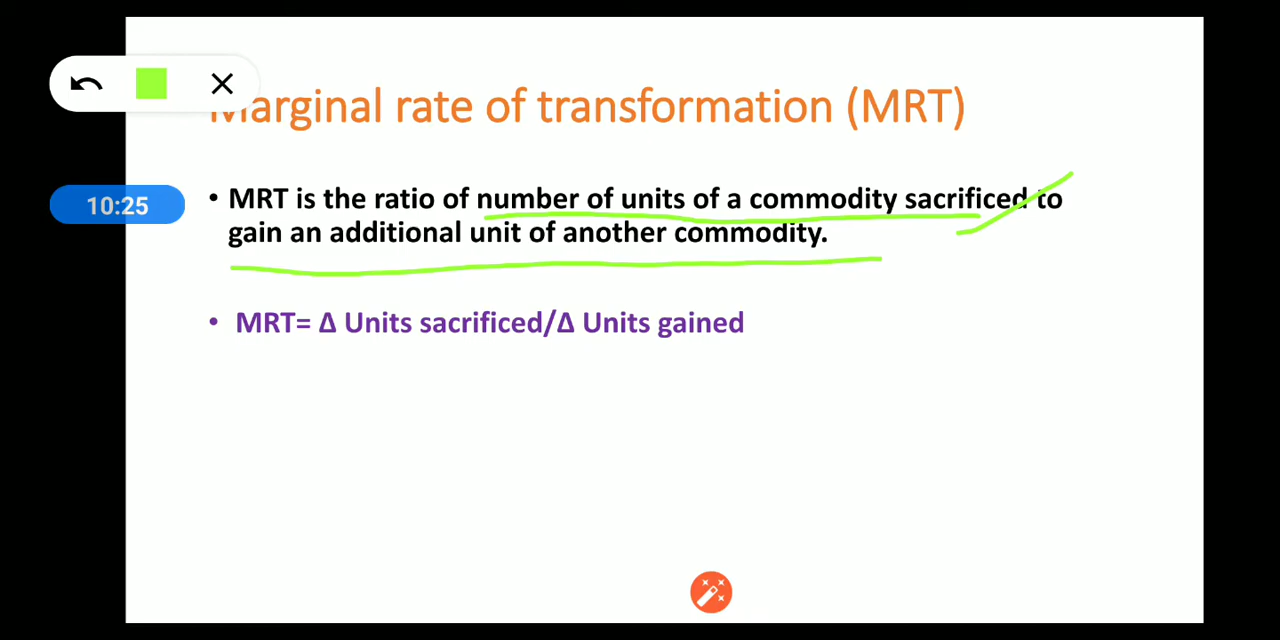 Marginal rate of transformation (MRT)
10:25
• MRT is the ratio of number of units of a commodity sacrificed to
gain an additional unit of another commodity.
• MRT= Δ Units sacrificed/Δ Units gained